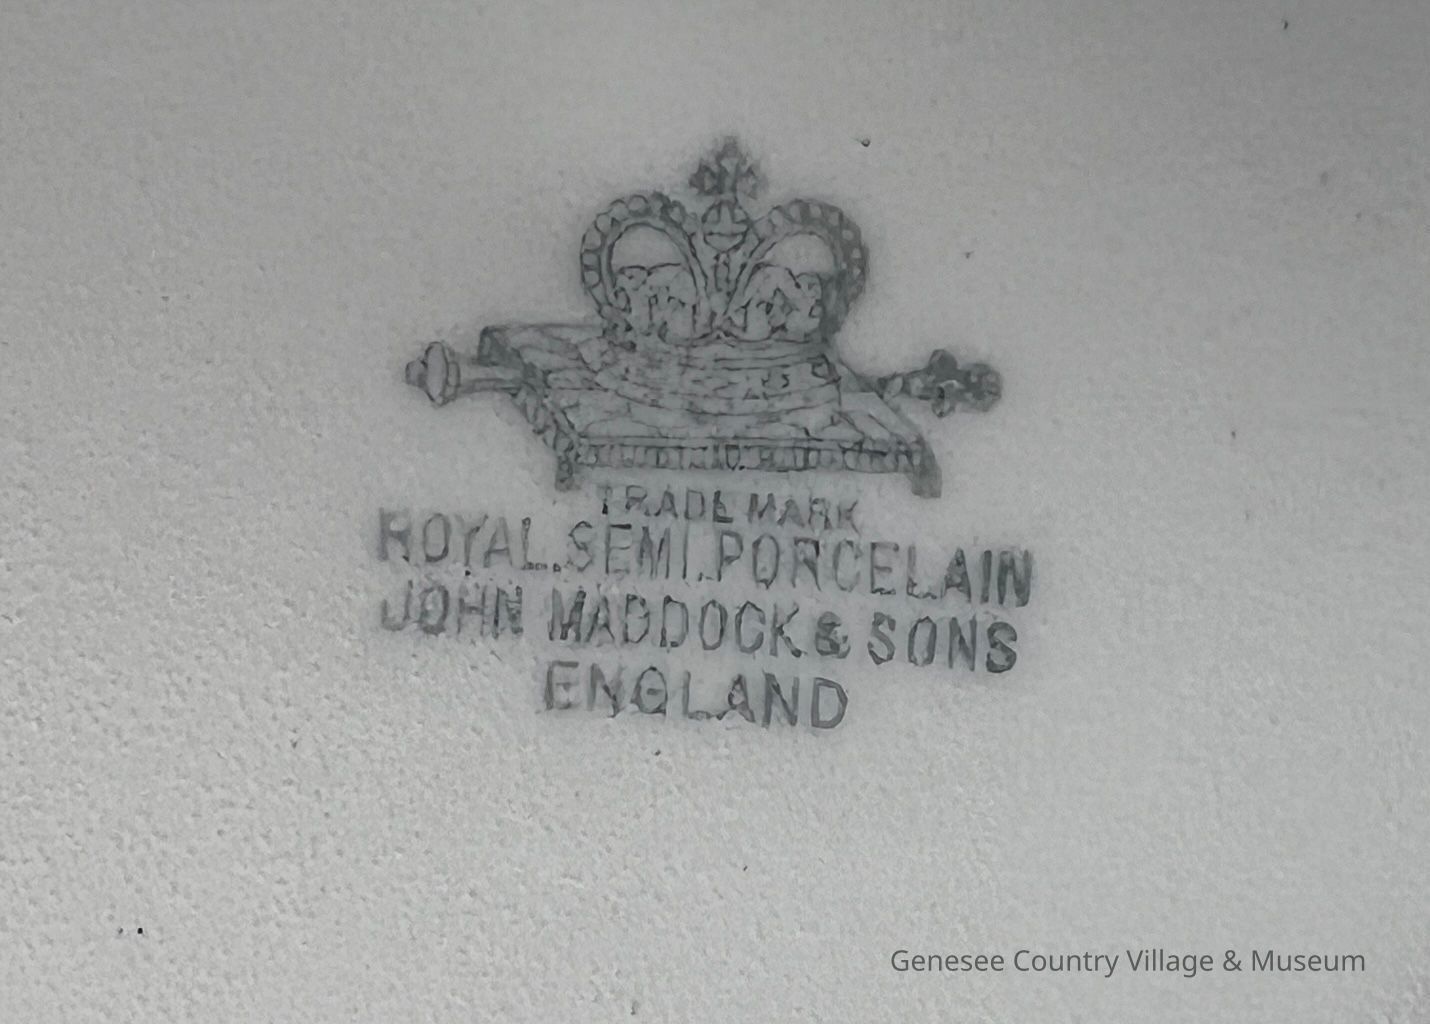 TRADE MARK
ROYAL.SEMI.PORCELAIN
JOHN MADDOCK & SONS
ENGLAND
Genesee Country Village & Museum